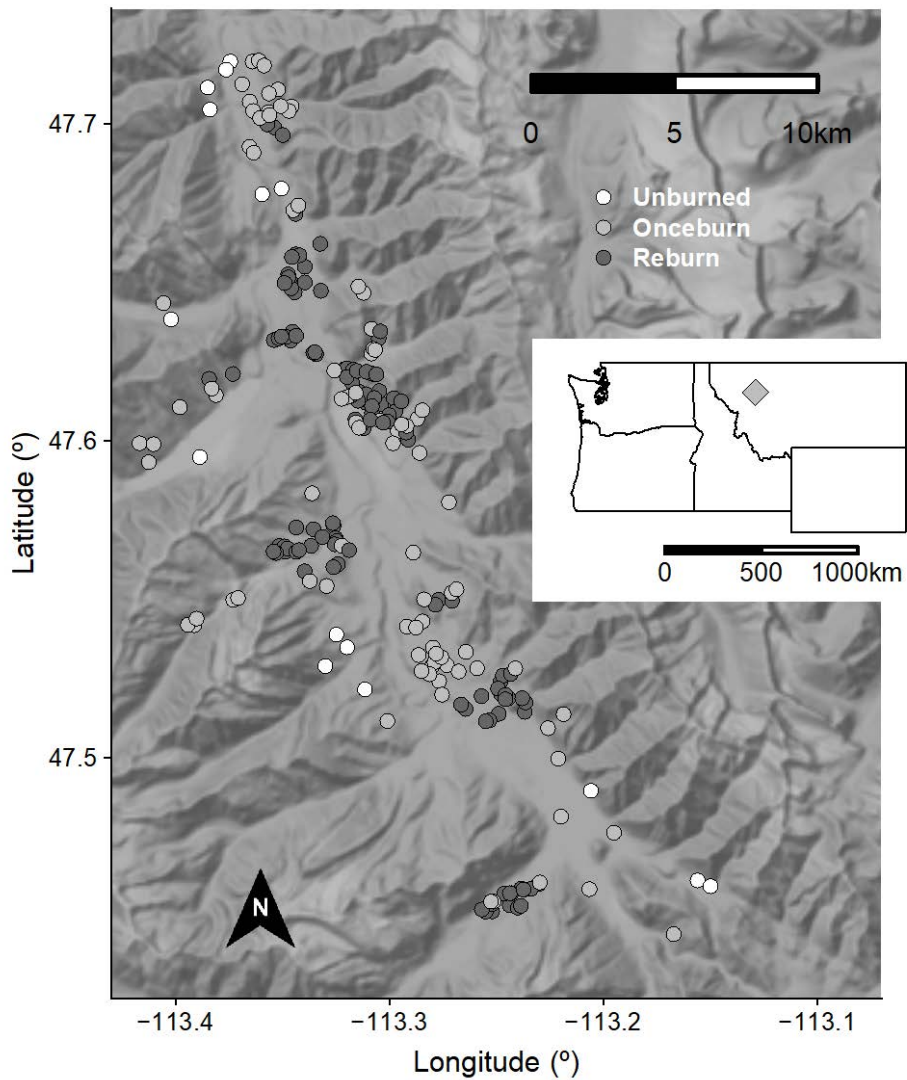 47.7
47.6
47.5
Latitude (º)
−113.4
−113.3
−113.2
−113.1
Longitude (º)
0
5
10km
Unburned
Onceburn
Reburn
0
500
1000km
N